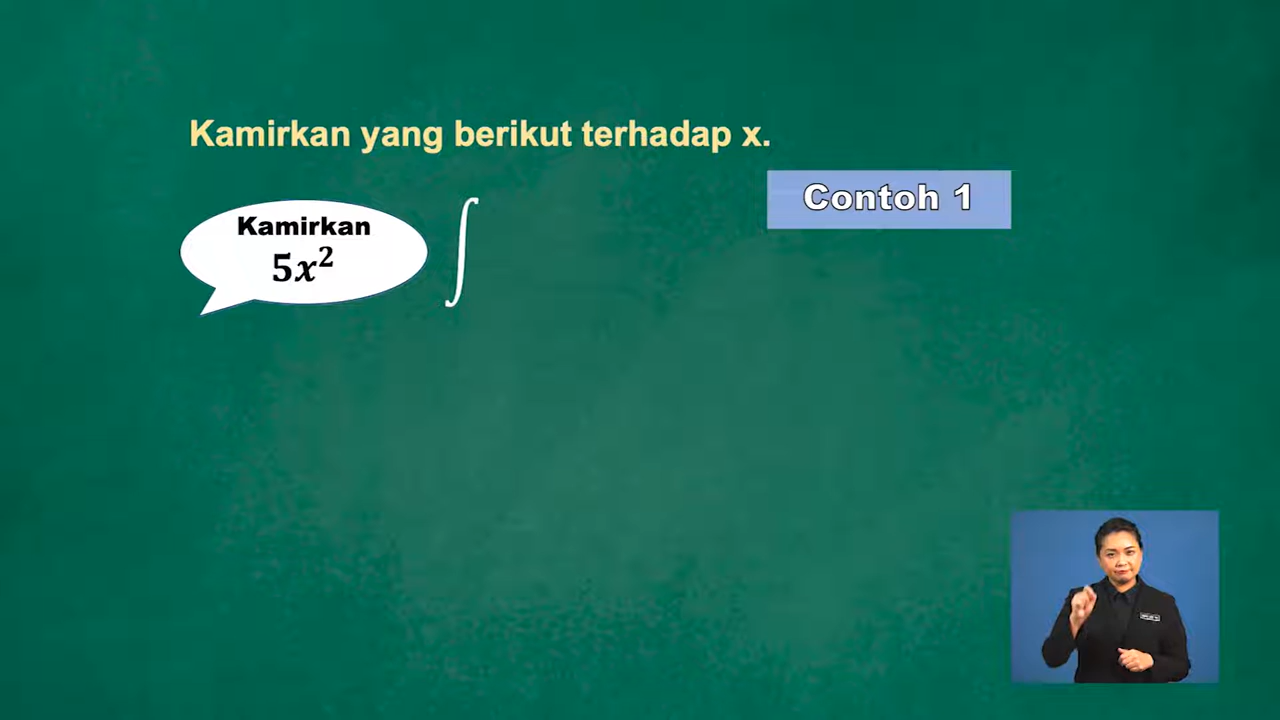 Kamirkan yang berikut terhadap x.
Contoh 1
Kamirkan
5x²
∫